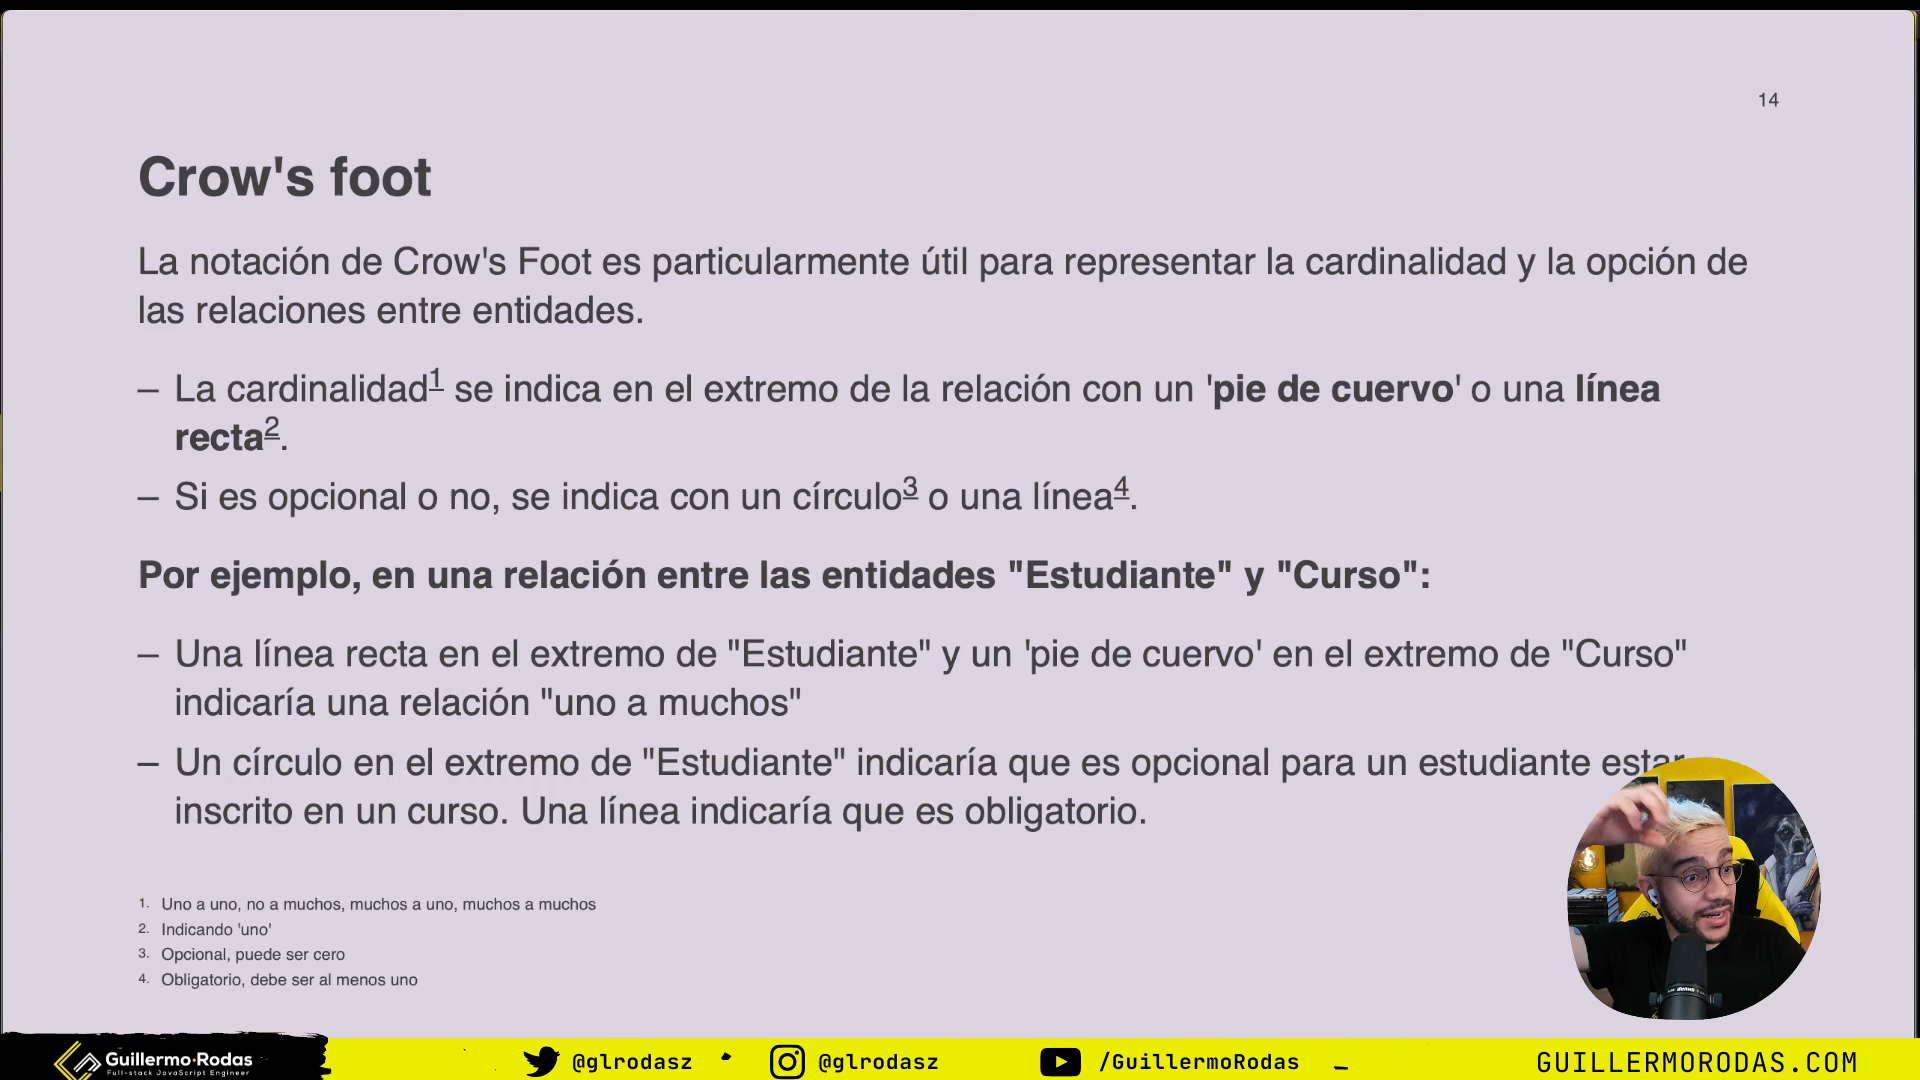 14
Crow's foot
La notación de Crow's Foot es particularmente útil para representar la cardinalidad y la opción de
las relaciones entre entidades.
– La cardinalidad1 se indica en el extremo de la relación con un 'pie de cuervo' o una línea
recta2.
– Si es opcional o no, se indica con un círculo3 o una línea4.
Por ejemplo, en una relación entre las entidades "Estudiante" y "Curso":
– Una línea recta en el extremo de "Estudiante" y un 'pie de cuervo' en el extremo de "Curso"
indicaría una relación "uno a muchos"
– Un círculo en el extremo de "Estudiante" indicaría que es opcional para un estudiante estar
inscrito en un curso. Una línea indicaría que es obligatorio.
1. Uno a uno, no a muchos, muchos a uno, muchos a muchos
2. Indicando 'uno'
3. Opcional, puede ser cero
4. Obligatorio, debe ser al menos uno
Guillermo·Rodas
Full-stack JavaScript Engineer
@glrodasz
@glrodasz
/GuillermoRodas
GUILLERMORODAS.COM